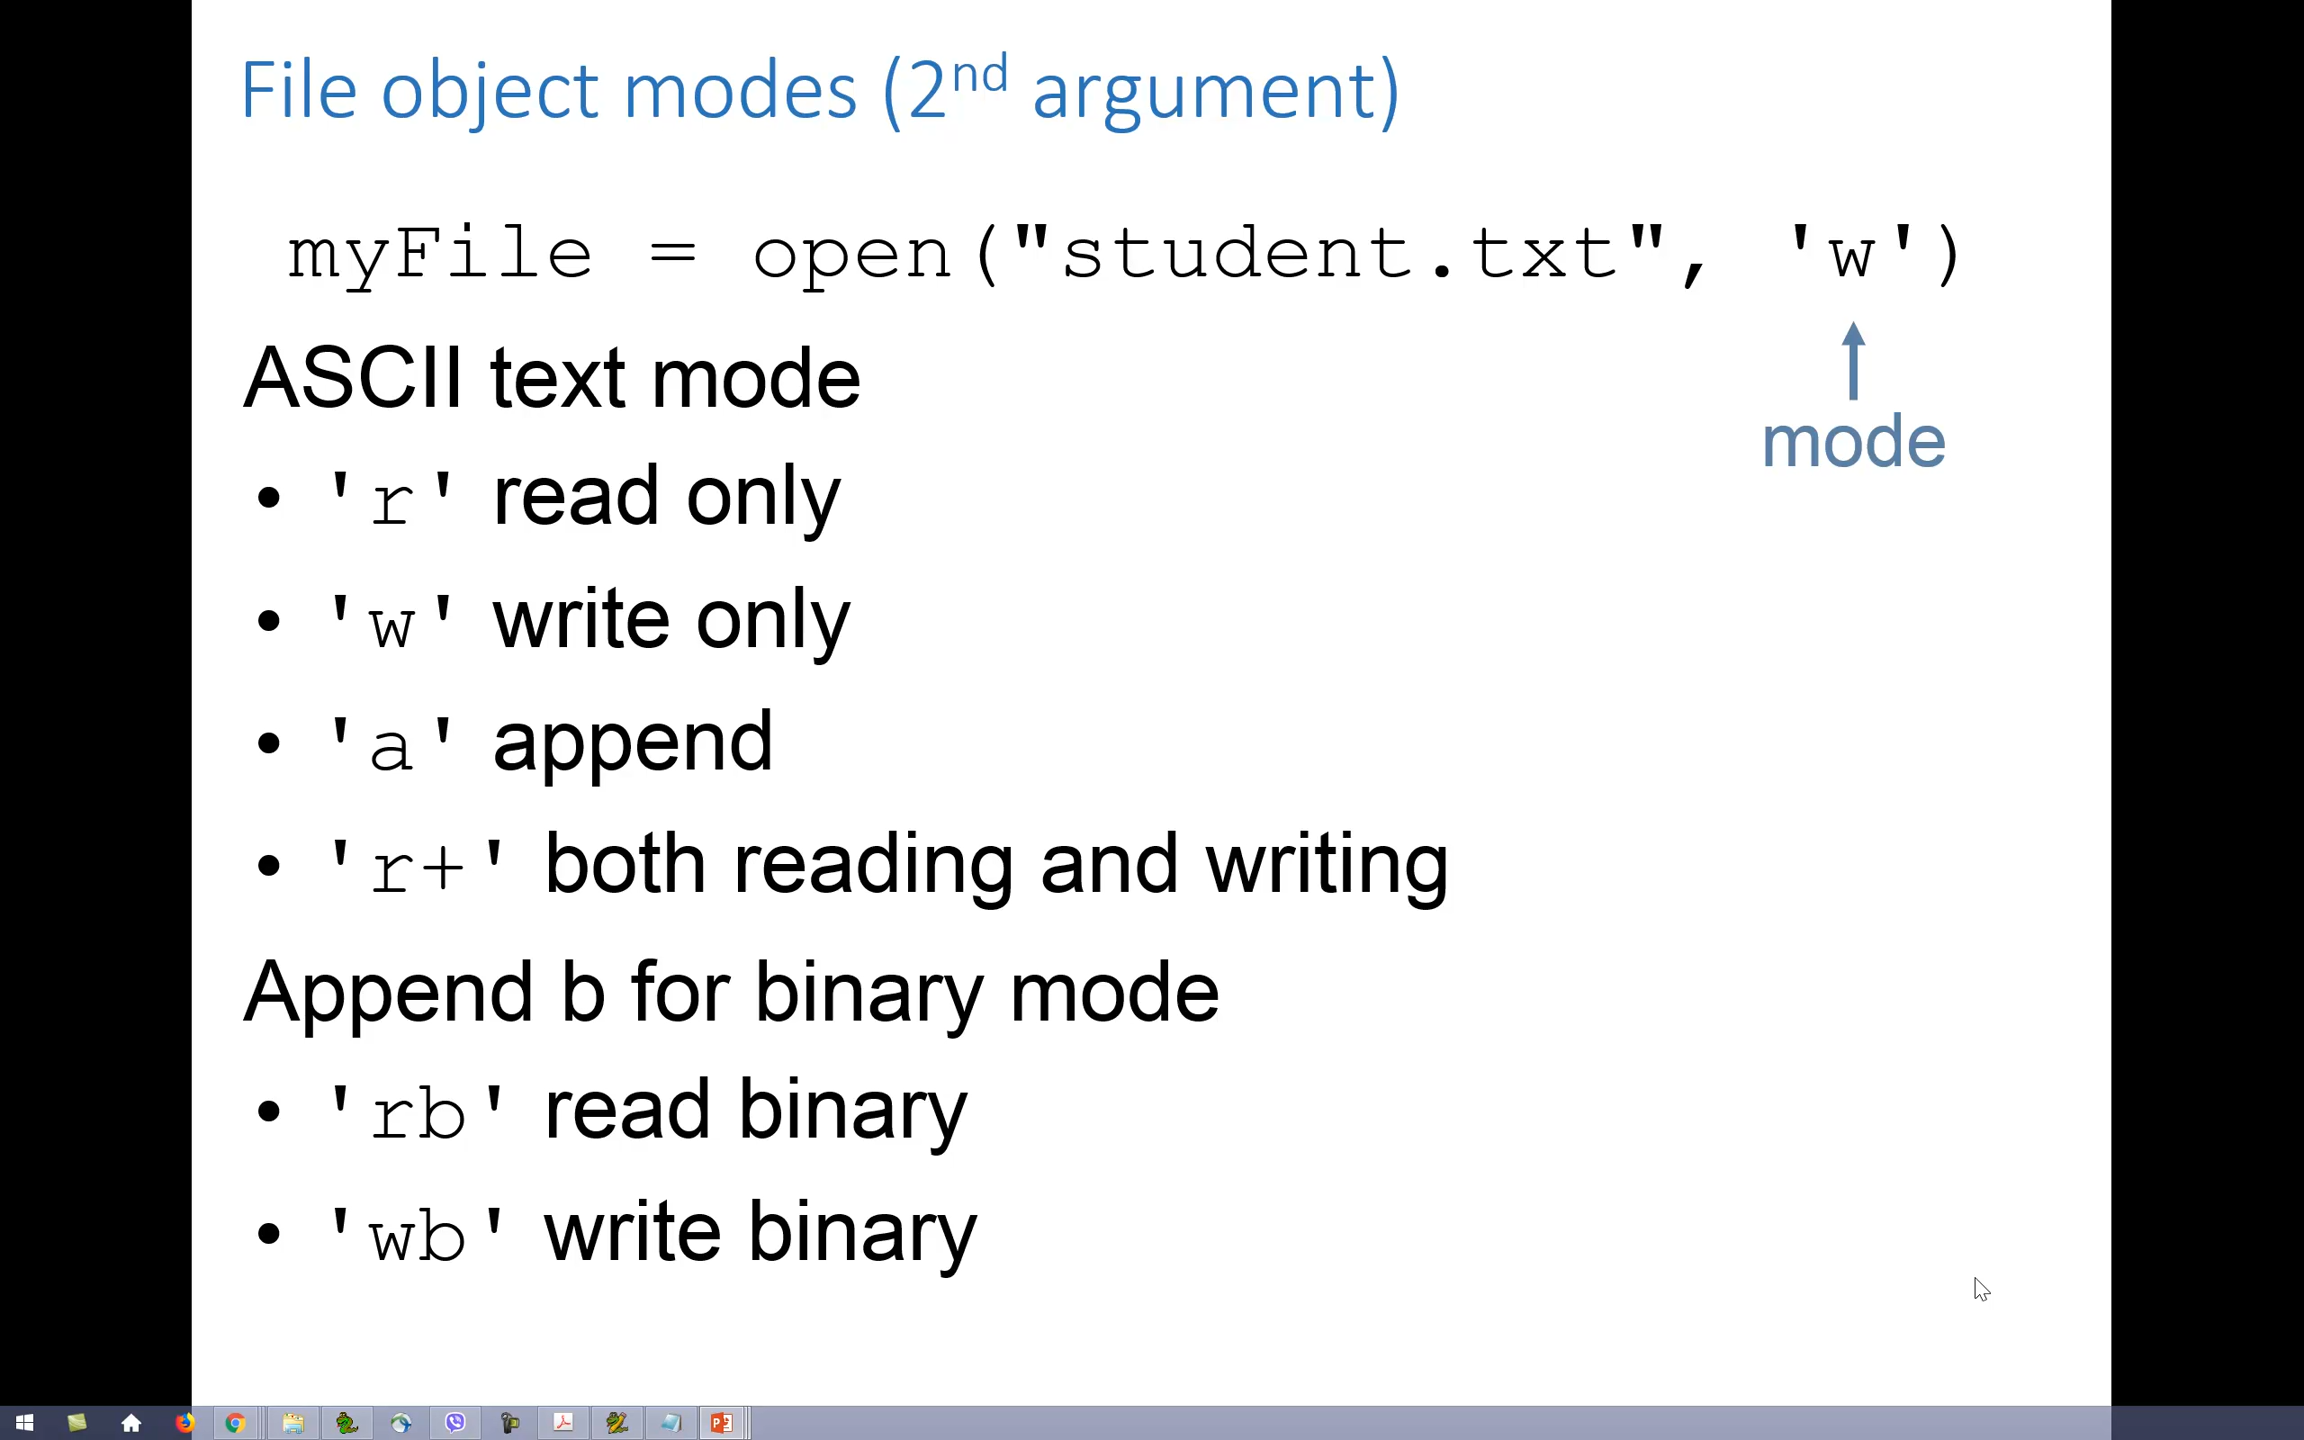 File object modes (2nd argument)
myFile = open("student.txt", 'w')
ASCII text mode
mode
• 'r' read only
• 'w' write only
• 'a' append
• 'r+' both reading and writing
Append b for binary mode
• 'rb' read binary
• 'wb' write binary